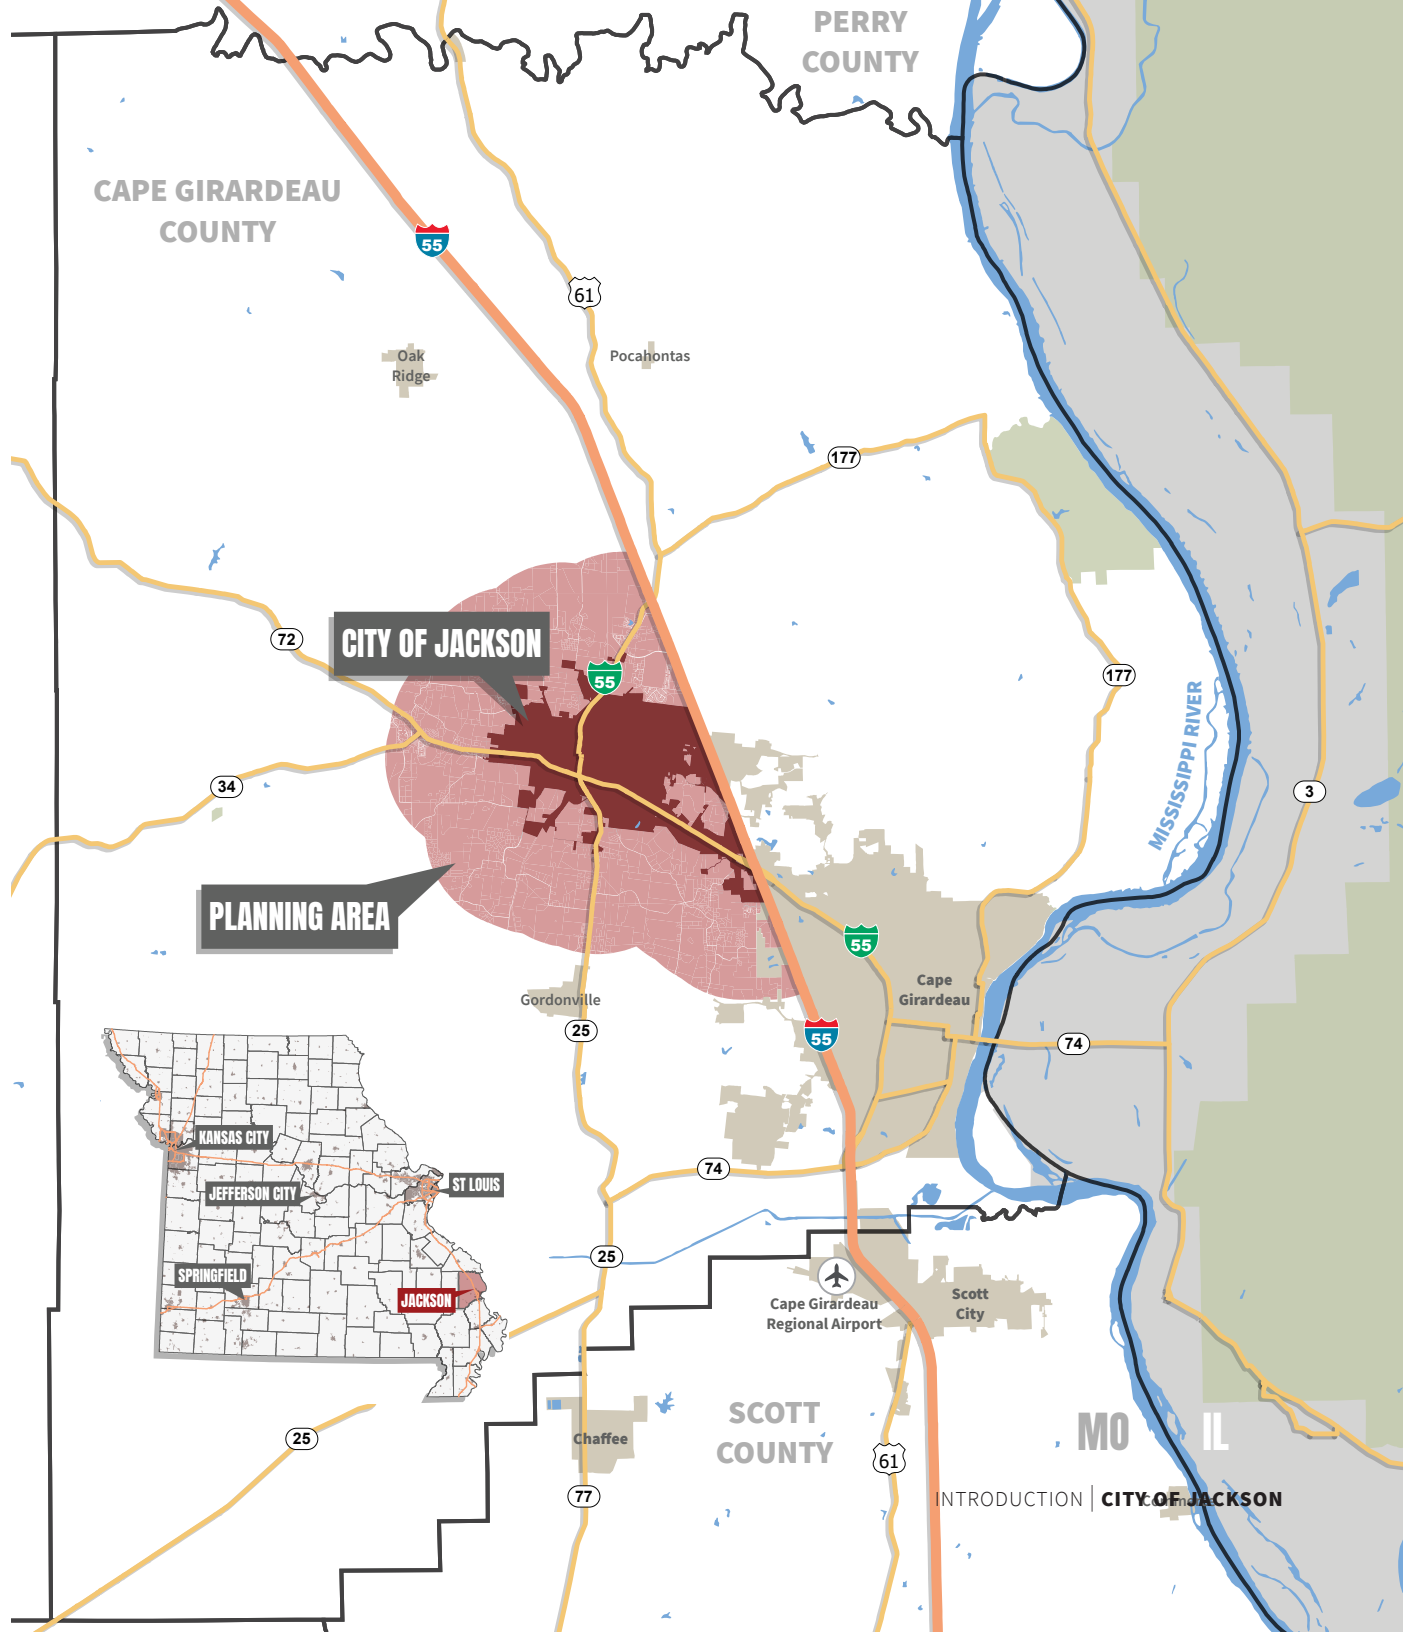 PERRY
COUNTY
CAPE GIRARDEAU
COUNTY
55
61
Oak
Ridge
Pocahontas
177
72
CITY OF JACKSON
55
177
MISSISSIPPI RIVER
34
3
PLANNING AREA
55
Cape
Girardeau
Gordonville
25
55
74
KANSAS CITY
JEFFERSON CITY
ST LOUIS
SPRINGFIELD
JACKSON
74
25
Cape Girardeau
Regional Airport
Scott
City
SCOTT
COUNTY
MO
IL
25
Chaffee
61
77
INTRODUCTION | CITY OF JACKSON